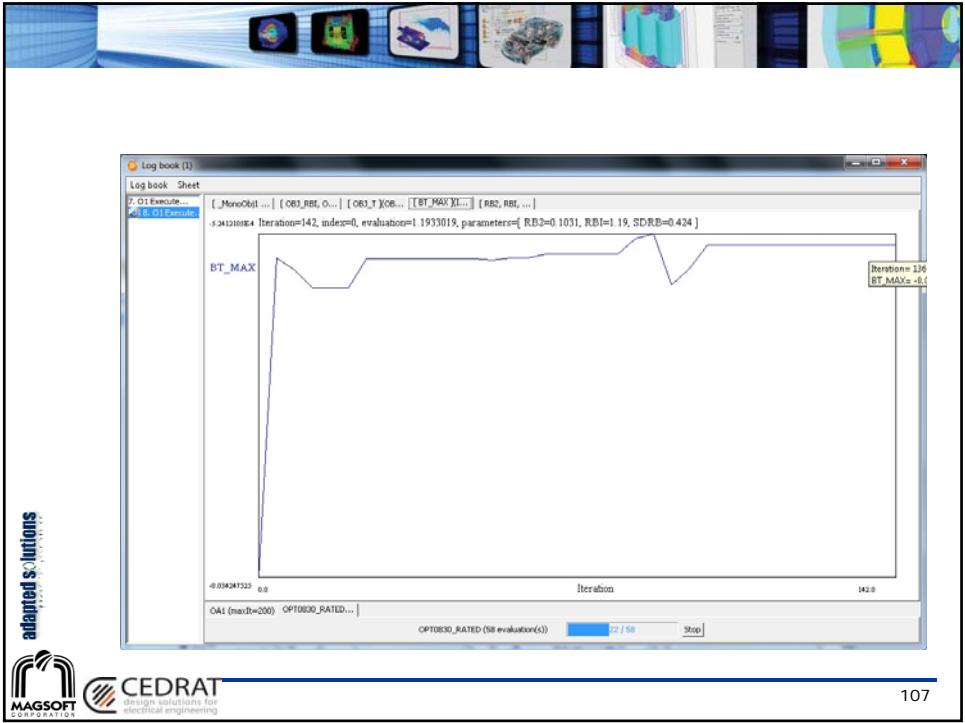 Log book (1)
Log book Sheet
7. O1 Execute...
8. O1 Execute...
[ _MonoObj1 ... ] [ OBJ_RBI, O... ] [ OBJ_T ](OB... [ BT_MAX ](I... [ RB2, RBI, ... ]
Iteration=142, index=0, evaluation=1.1933019, parameters=[ RB2=0.1031, RBI=1.19, SDRB=0.424 ]
BT_MAX
Iteration= 136
BT_MAX= -0.0
-0.034247525
0.0
Iteration
142.0
OA1 (maxIt=200) OPT0830_RATED...
OPT0830_RATED (58 evaluation(s)) 22 / 58 Stop
adapted solutions
MAGSOFT
CORPORATION
CEDRAT
design solutions for
electrical engineering
107